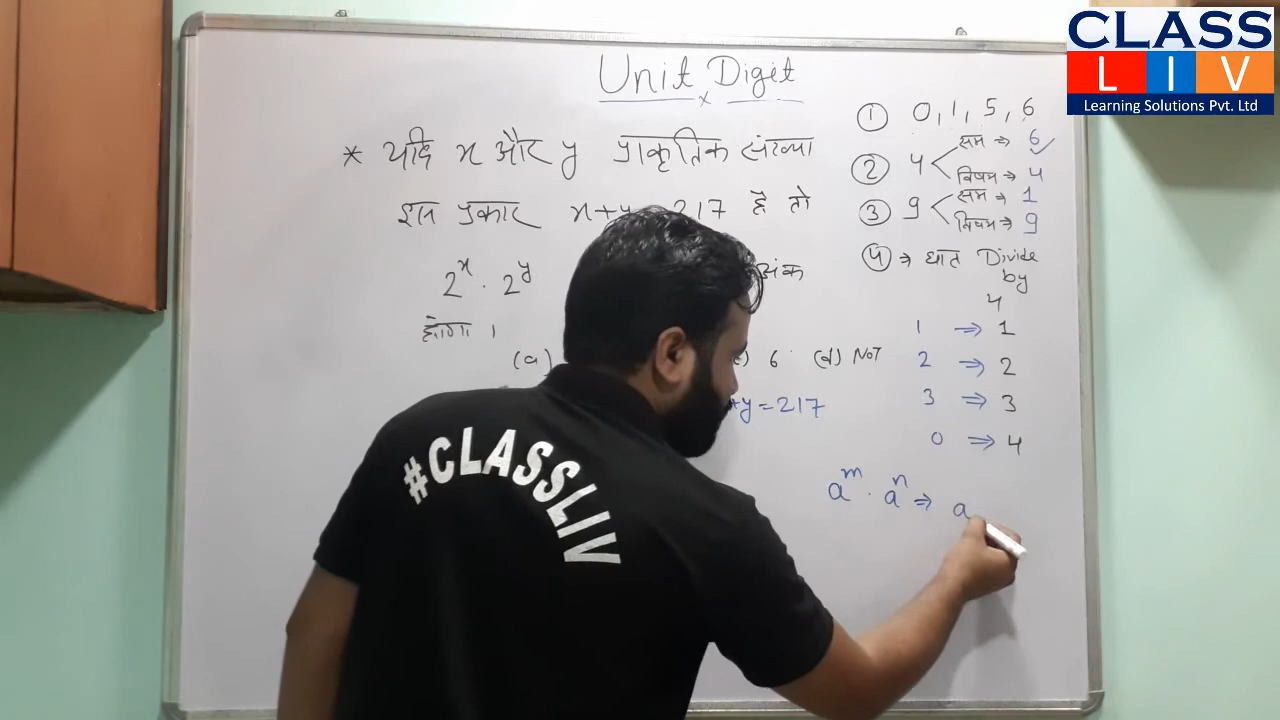 CLASS
LIV
Learning Solutions Pvt. Ltd
Unit Digit
* यदि x और y प्राकृतिक संख्या
इस प्रकार x+y 217 है तो
2^x . 2^y अंक
होगा ।
(a) 6 (d) NOT
+y=217
① 0, 1, 5, 6
② 4 सम ⇒ 6 ✓
विषम ⇒ 4
③ 9 सम ⇒ 1
विषम ⇒ 9
④ ⇒ घात Divide
by
4
1 ⇒ 1
2 ⇒ 2
3 ⇒ 3
0 ⇒ 4
a^m . a^n ⇒ a
#CLASSLIV